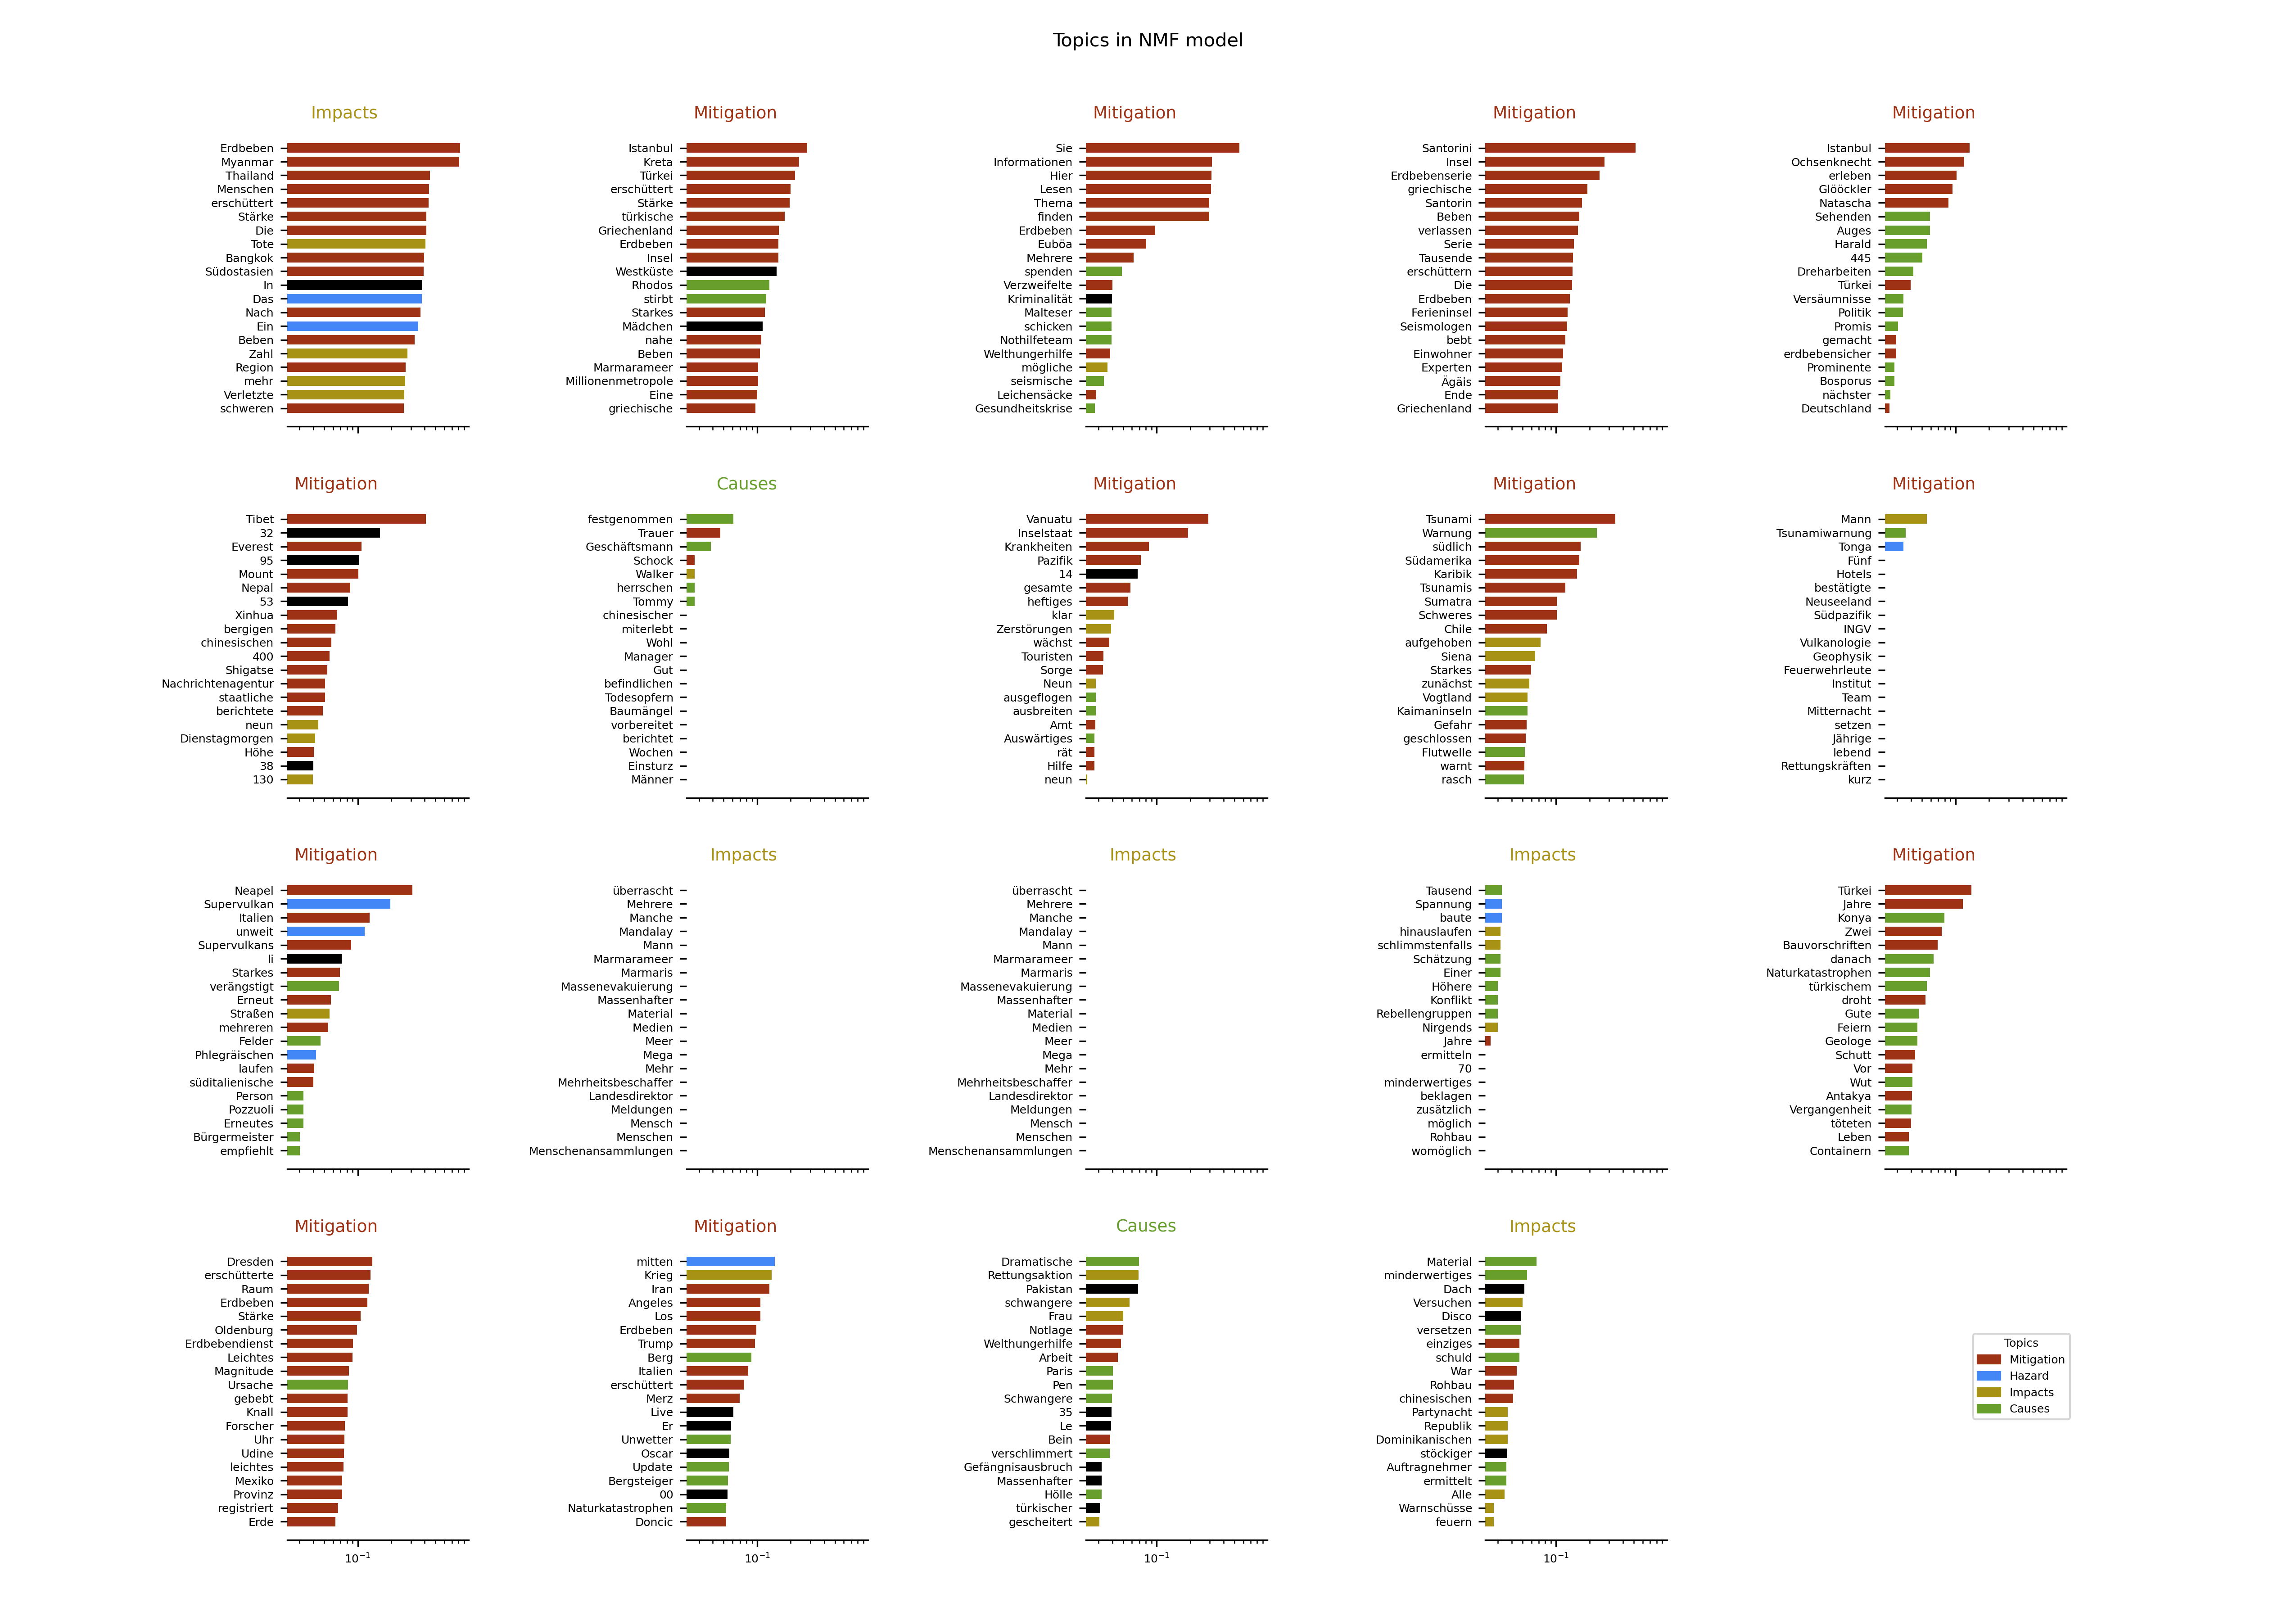 Topics in NMF model
Impacts
Erdbeben
Myanmar
Thailand
Menschen
erschüttert
Stärke
Die
Tote
Bangkok
Südostasien
In
Das
Nach
Ein
Beben
Zahl
Region
mehr
Verletzte
schweren
Mitigation
Istanbul
Kreta
Türkei
erschüttert
Stärke
türkische
Griechenland
Erdbeben
Insel
Westküste
Rhodos
stirbt
Starkes
Mädchen
nahe
Beben
Marmarameer
Millionenmetropole
Eine
griechische
Mitigation
Sie
Informationen
Hier
Lesen
Thema
finden
Erdbeben
Euböa
Mehrere
spenden
Verzweifelte
Kriminalität
Malteser
schicken
Nothilfeteam
Welthungerhilfe
mögliche
seismische
Leichensäcke
Gesundheitskrise
Mitigation
Santorini
Insel
Erdbebenserie
griechische
Santorin
Beben
verlassen
Serie
Tausende
erschüttern
Die
Erdbeben
Ferieninsel
Seismologen
bebt
Einwohner
Experten
Ägäis
Ende
Griechenland
Mitigation
Istanbul
Ochsenknecht
erleben
Glööckler
Natascha
Sehenden
Auges
Harald
445
Dreharbeiten
Türkei
Versäumnisse
Politik
Promis
gemacht
erdbebensicher
Prominente
Bosporus
nächster
Deutschland
Mitigation
Tibet
32
Everest
95
Mount
Nepal
53
Xinhua
bergigen
chinesischen
400
Shigatse
Nachrichtenagentur
staatliche
berichtete
neun
Dienstagmorgen
Höhe
38
130
Causes
festgenommen
Trauer
Geschäftsmann
Schock
Walker
herrschen
Tommy
chinesischer
miterlebt
Wohl
Manager
Gut
befindlichen
Todesopfern
Baumängel
vorbereitet
berichtet
Wochen
Einsturz
Männer
Mitigation
Vanuatu
Inselstaat
Krankheiten
Pazifik
14
gesamte
heftiges
klar
Zerstörungen
wächst
Touristen
Sorge
Neun
ausgeflogen
ausbreiten
Amt
Auswärtiges
rät
Hilfe
neun
Mitigation
Tsunami
Warnung
südlich
Südamerika
Karibik
Tsunamis
Sumatra
Schweres
Chile
aufgehoben
Siena
Starkes
zunächst
Vogtland
Kaimaninseln
Gefahr
geschlossen
Flutwelle
warnt
rasch
Mitigation
Mann
Tsunamiwarnung
Tonga
Fünf
Hotels
bestätigte
Neuseeland
Südpazifik
INGV
Vulkanologie
Geophysik
Feuerwehrleute
Institut
Team
Mitternacht
setzen
Jährige
lebend
Rettungskräften
kurz
Mitigation
Neapel
Supervulkan
Italien
unweit
Supervulkans
li
Starkes
verängstigt
Erneut
Straßen
mehreren
Felder
Phlegräischen
laufen
süditalienische
Person
Pozzuoli
Erneutes
Bürgermeister
empfiehlt
Impacts
überrascht
Mehrere
Manche
Mandalay
Mann
Marmarameer
Marmaris
Massenevakuierung
Massenhafter
Material
Medien
Meer
Mega
Mehr
Mehrheitsbeschaffer
Landesdirektor
Meldungen
Mensch
Menschen
Menschenansammlungen
Impacts
überrascht
Mehrere
Manche
Mandalay
Mann
Marmarameer
Marmaris
Massenevakuierung
Massenhafter
Material
Medien
Meer
Mega
Mehr
Mehrheitsbeschaffer
Landesdirektor
Meldungen
Mensch
Menschen
Menschenansammlungen
Impacts
Tausend
Spannung
baute
hinauslaufen
schlimmstenfalls
Schätzung
Einer
Höhere
Konflikt
Rebellengruppen
Nirgends
Jahre
ermitteln
70
minderwertiges
beklagen
zusätzlich
möglich
Rohbau
womöglich
Mitigation
Türkei
Jahre
Konya
Zwei
Bauvorschriften
danach
Naturkatastrophen
türkischem
droht
Gute
Feiern
Geologe
Schutt
Vor
Wut
Antakya
Vergangenheit
töteten
Leben
Containern
Mitigation
Dresden
erschütterte
Raum
Erdbeben
Stärke
Oldenburg
Erdbebendienst
Leichtes
Magnitude
Ursache
gebebt
Knall
Forscher
Uhr
Udine
leichtes
Mexiko
Provinz
registriert
Erde
10⁻¹
Mitigation
mitten
Krieg
Iran
Angeles
Los
Erdbeben
Trump
Berg
Italien
erschüttert
Merz
Live
Er
Unwetter
Oscar
Update
Bergsteiger
00
Naturkatastrophen
Doncic
10⁻¹
Causes
Dramatische
Rettungsaktion
Pakistan
schwangere
Frau
Notlage
Welthungerhilfe
Arbeit
Paris
Pen
Schwangere
35
Le
Bein
verschlimmert
Gefängnisausbruch
Massenhafter
Hölle
türkischer
gescheitert
10⁻¹
Impacts
Material
minderwertiges
Dach
Versuchen
Disco
versetzen
einziges
schuld
War
Rohbau
chinesischen
Partynacht
Republik
Dominikanischen
stöckiger
Auftragnehmer
ermittelt
Alle
Warnschüsse
feuern
10⁻¹
Topics
Mitigation
Hazard
Impacts
Causes